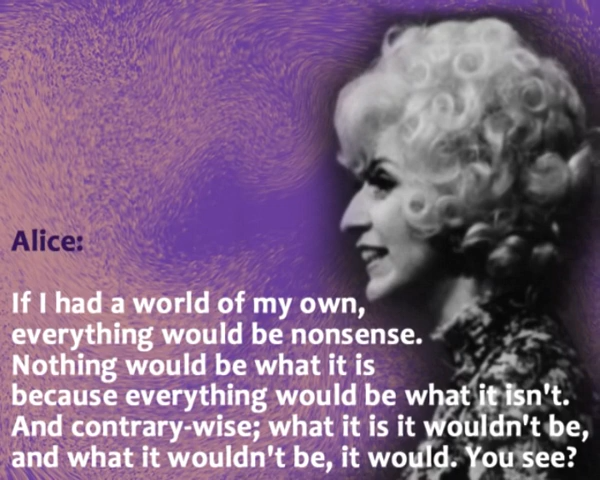 Alice:
If I had a world of my own,
everything would be nonsense.
Nothing would be what it is
because everything would be what it isn't.
And contrary-wise; what it is it wouldn't be,
and what it wouldn't be, it would. You see?